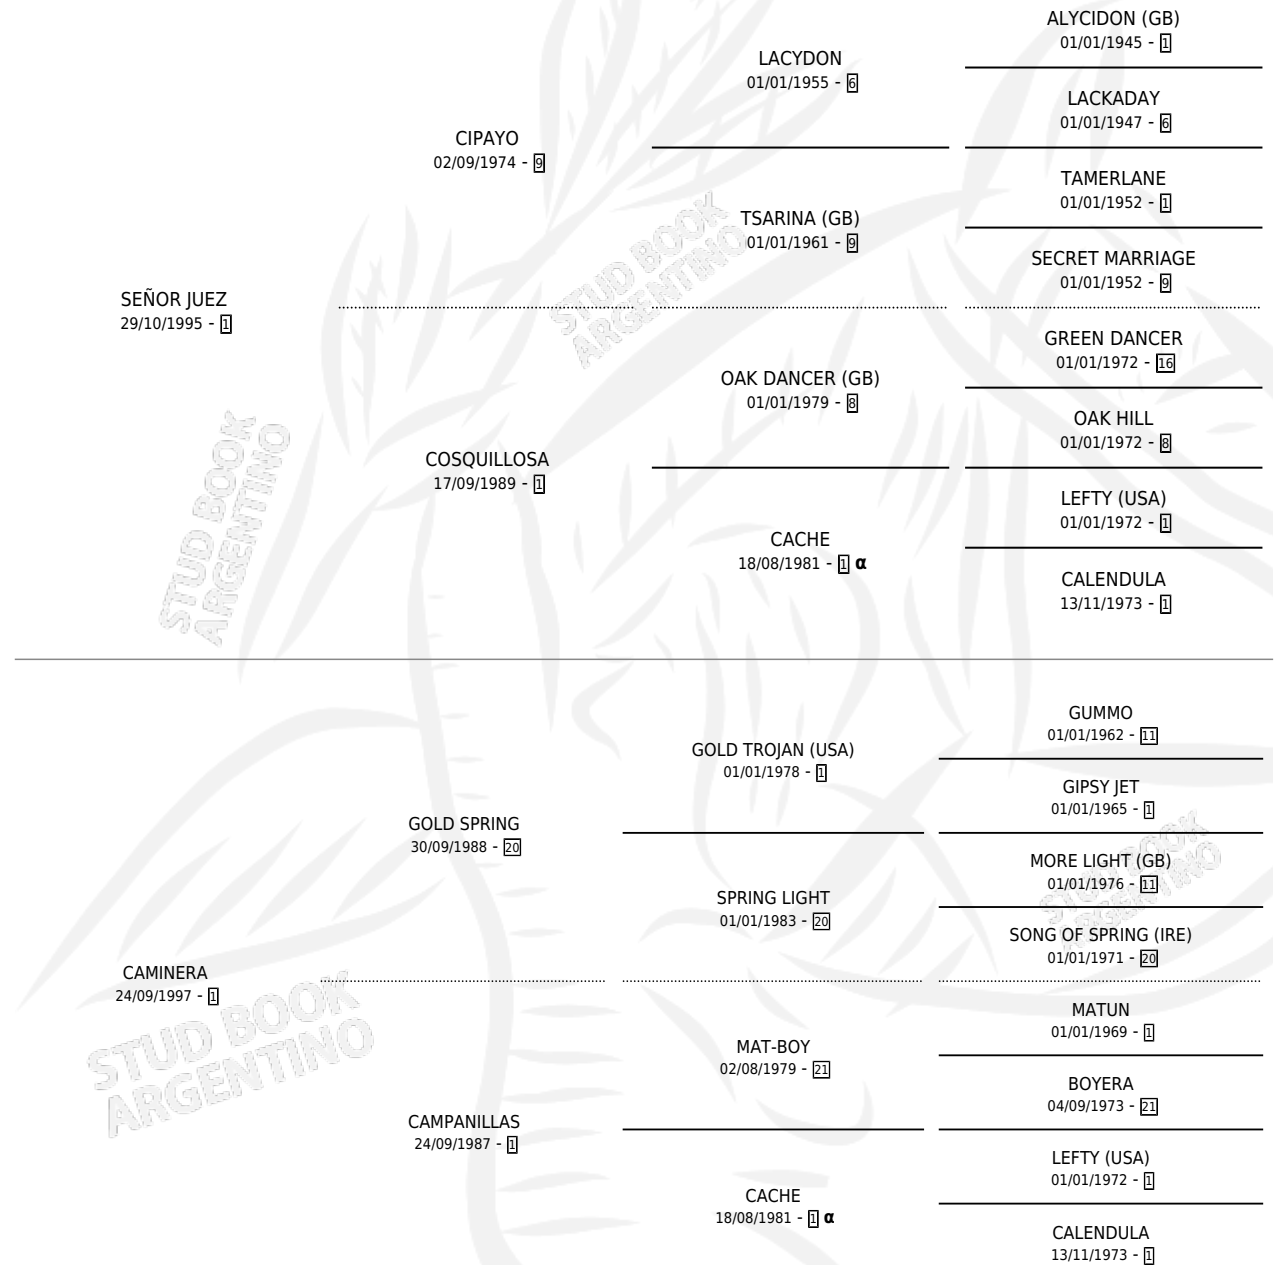 ALYCIDON (GB)
01/01/1945 - 1
LACYDON
01/01/1955 - 6
LACKADAY
01/01/1947 - 6
CIPAYO
02/09/1974 - 9
TAMERLANE
01/01/1952 - 1
TSARINA (GB)
01/01/1961 - 9
SECRET MARRIAGE
01/01/1952 - 9
SEÑOR JUEZ
29/10/1995 - 1
GREEN DANCER
01/01/1972 - 16
OAK DANCER (GB)
01/01/1979 - 8
OAK HILL
01/01/1972 - 8
COSQUILLOSA
17/09/1989 - 1
LEFTY (USA)
01/01/1972 - 1
CACHE
18/08/1981 - 1 α
CALENDULA
13/11/1973 - 1
STUD BOOK
ARGENTINO
STUD BOOK
ARGENTINO
GUMMO
01/01/1962 - 11
GOLD TROJAN (USA)
01/01/1978 - 1
GIPSY JET
01/01/1965 - 1
GOLD SPRING
30/09/1988 - 20
MORE LIGHT (GB)
01/01/1976 - 11
SPRING LIGHT
01/01/1983 - 20
SONG OF SPRING (IRE)
01/01/1971 - 20
CAMINERA
24/09/1997 - 1
MATUN
01/01/1969 - 1
MAT-BOY
02/08/1979 - 21
BOYERA
04/09/1973 - 21
CAMPANILLAS
24/09/1987 - 1
LEFTY (USA)
01/01/1972 - 1
CACHE
18/08/1981 - 1 α
CALENDULA
13/11/1973 - 1
STUD BOOK
ARGENTINO
STUD BOOK
ARGENTINO